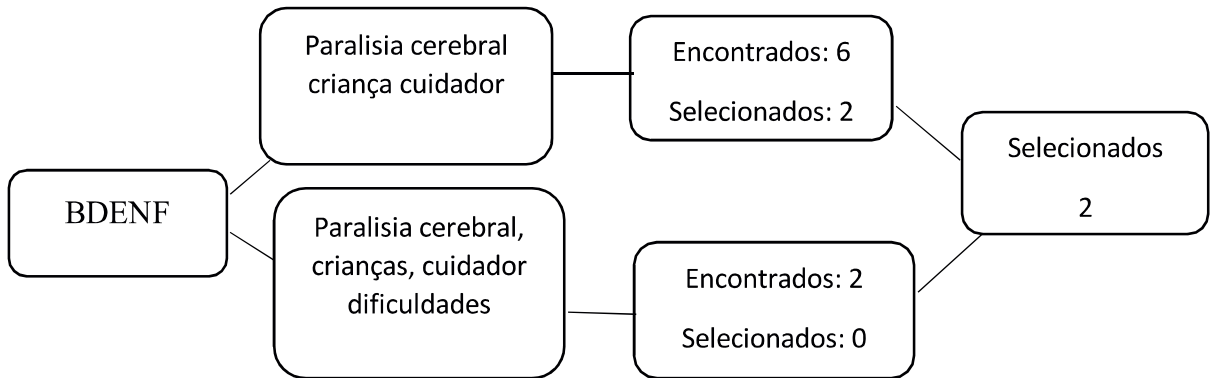 BDENF
Paralisia cerebral
criança cuidador
Encontrados: 6
Selecionados: 2
Paralisia cerebral,
crianças, cuidador
dificuldades
Encontrados: 2
Selecionados: 0
Selecionados
2